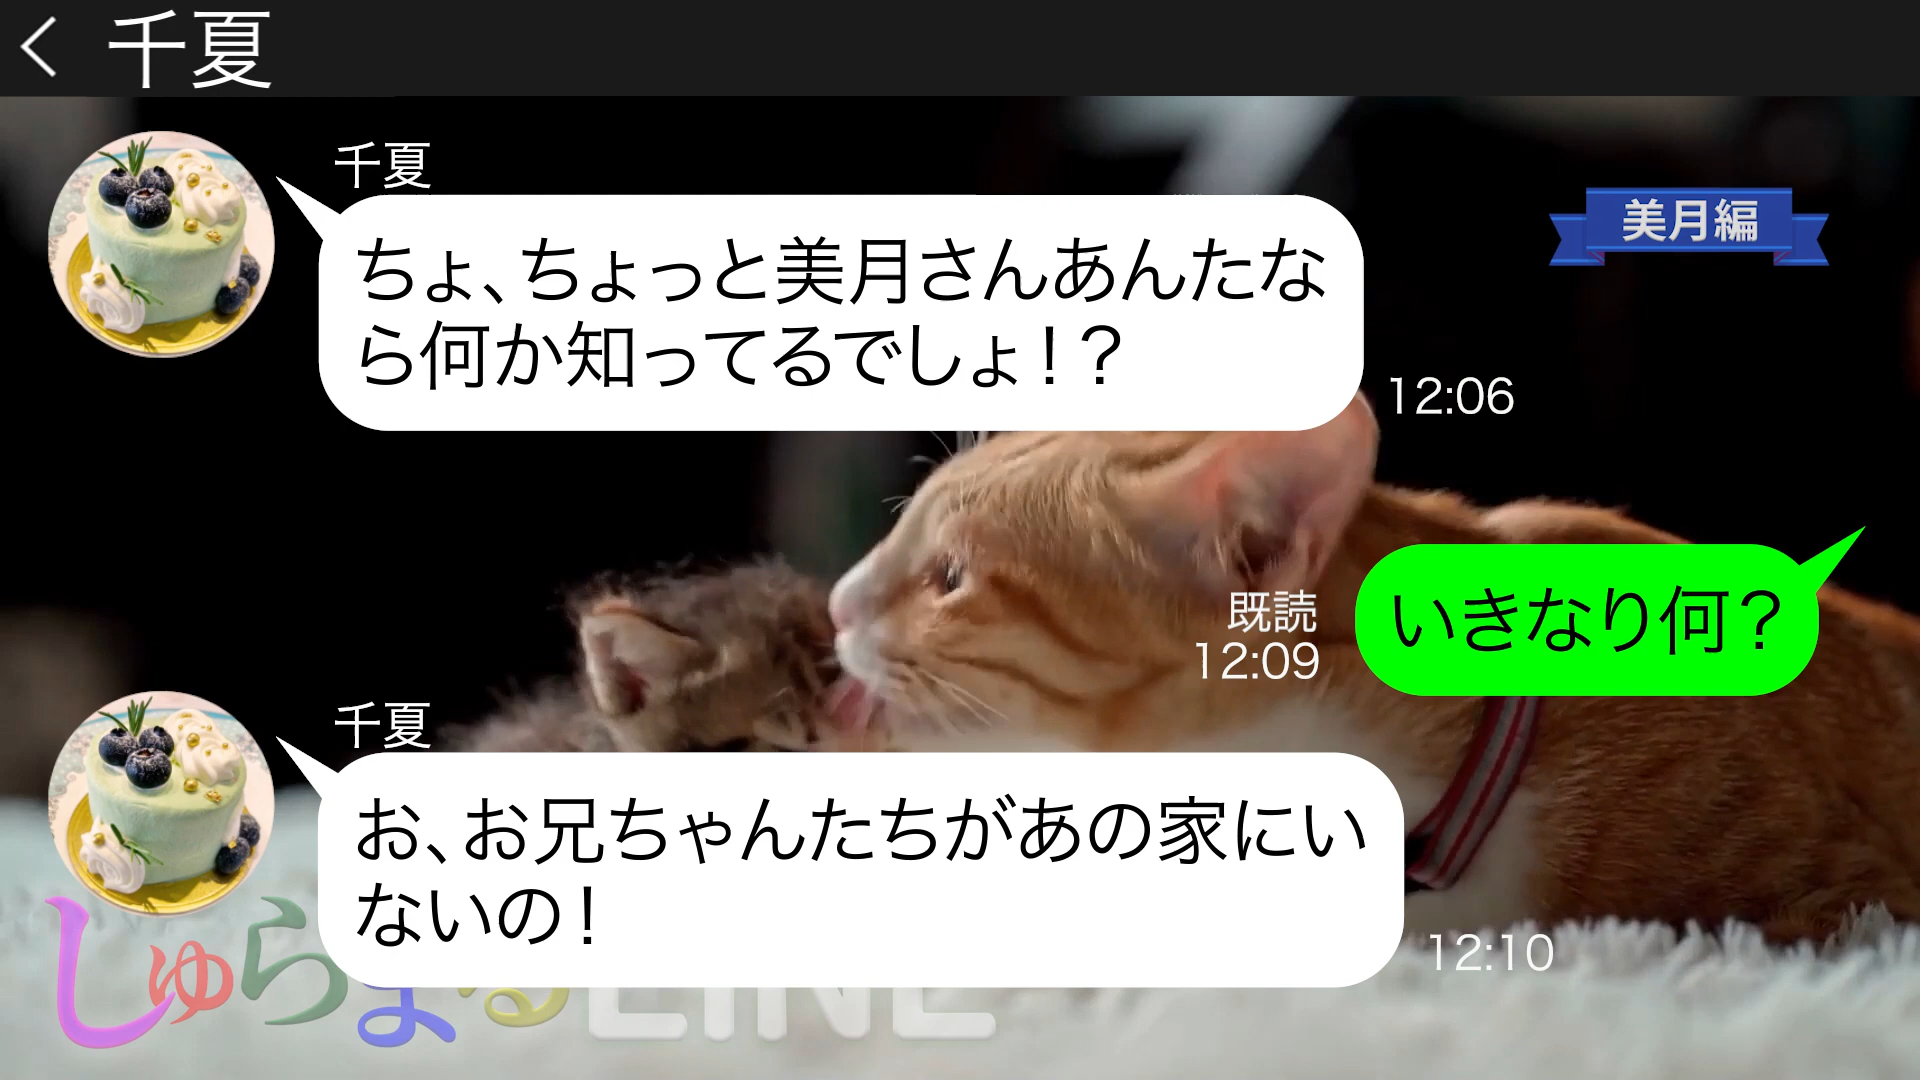 千夏
千夏
美月編
ちょ、ちょっと美月さんあんたな
ら何か知ってるでしょ！？
12:06
いきなり何？
既読
12:09
千夏
お、お兄ちゃんたちがあの家にい
ないの！
12:10
しゅらまるLINE